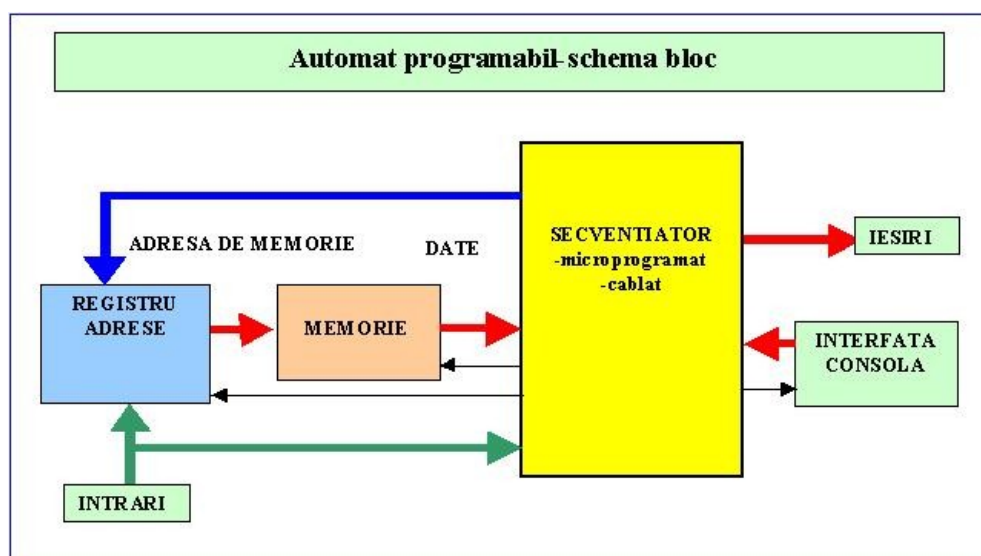 Automat programabil-schema bloc
ADRESA DE MEMORIE
DATE
SECVENTIATOR
-microprogramat
-cablat
IESIRI
REGISTRU
ADRESE
MEMORIE
INTERFATA
CONSOLA
INTRARI